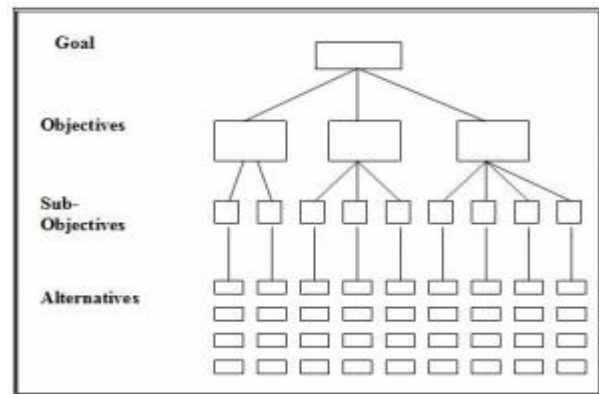 Goal
Objectives
Sub-
Objectives
Alternatives